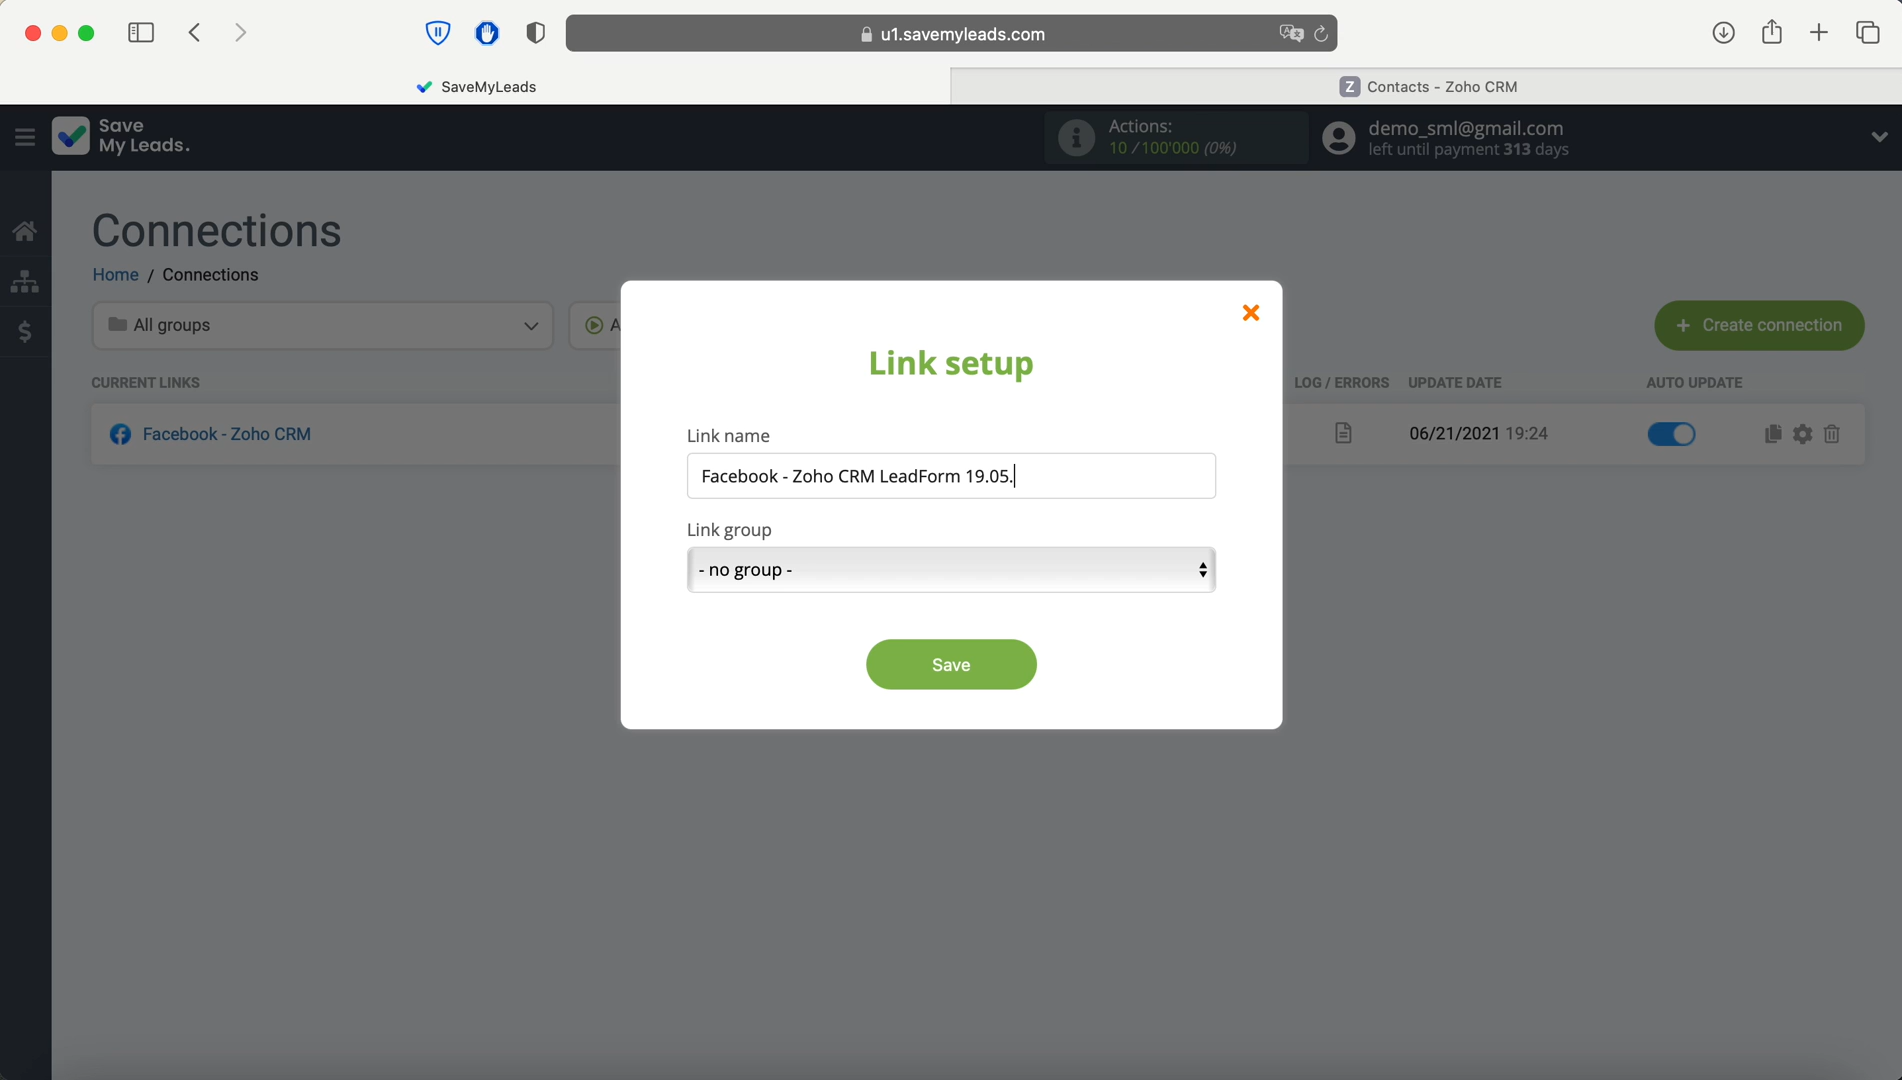 u1.savemyleads.com
SaveMyLeads
Z Contacts - Zoho CRM
Save
My Leads.
Actions:
10 / 100'000 (0%)
demo_sml@gmail.com
left until payment 313 days
Connections
Home / Connections
All groups
A
+ Create connection
CURRENT LINKS
LOG / ERRORS
UPDATE DATE
AUTO UPDATE
Facebook - Zoho CRM
06/21/2021 19:24
Link setup
Link name
Facebook - Zoho CRM LeadForm 19.05.
Link group
- no group -
Save